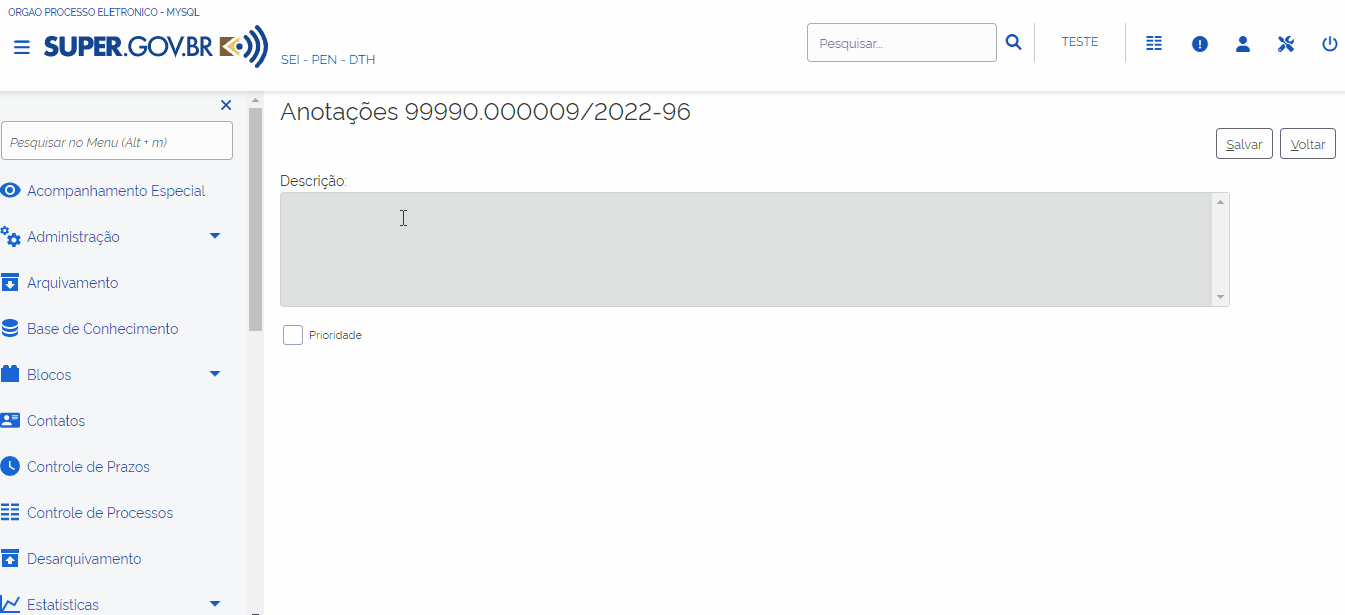 ORGAO PROCESSO ELETRONICO - MYSQL
SUPER.GOV.BR
SEI - PEN - DTH
Pesquisar...
TESTE
Pesquisar no Menu (Alt + m)
Acompanhamento Especial
Administração
Arquivamento
Base de Conhecimento
Blocos
Contatos
Controle de Prazos
Controle de Processos
Desarquivamento
Estatísticas
Anotações 99990.000009/2022-96
Salvar
Voltar
Descrição:
Prioridade